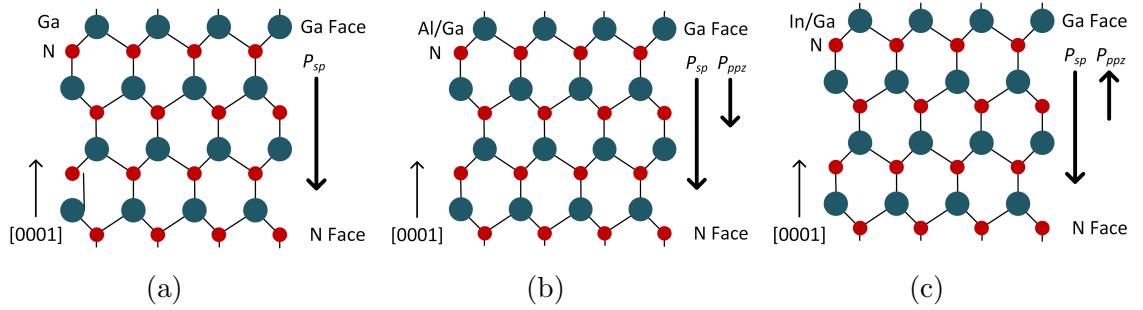 Ga
Ga Face
N
P_sp
[0001]
N Face
(a)
Al/Ga
Ga Face
N
P_sp P_ppz
[0001]
N Face
(b)
In/Ga
Ga Face
N
P_sp P_ppz
[0001]
N Face
(c)